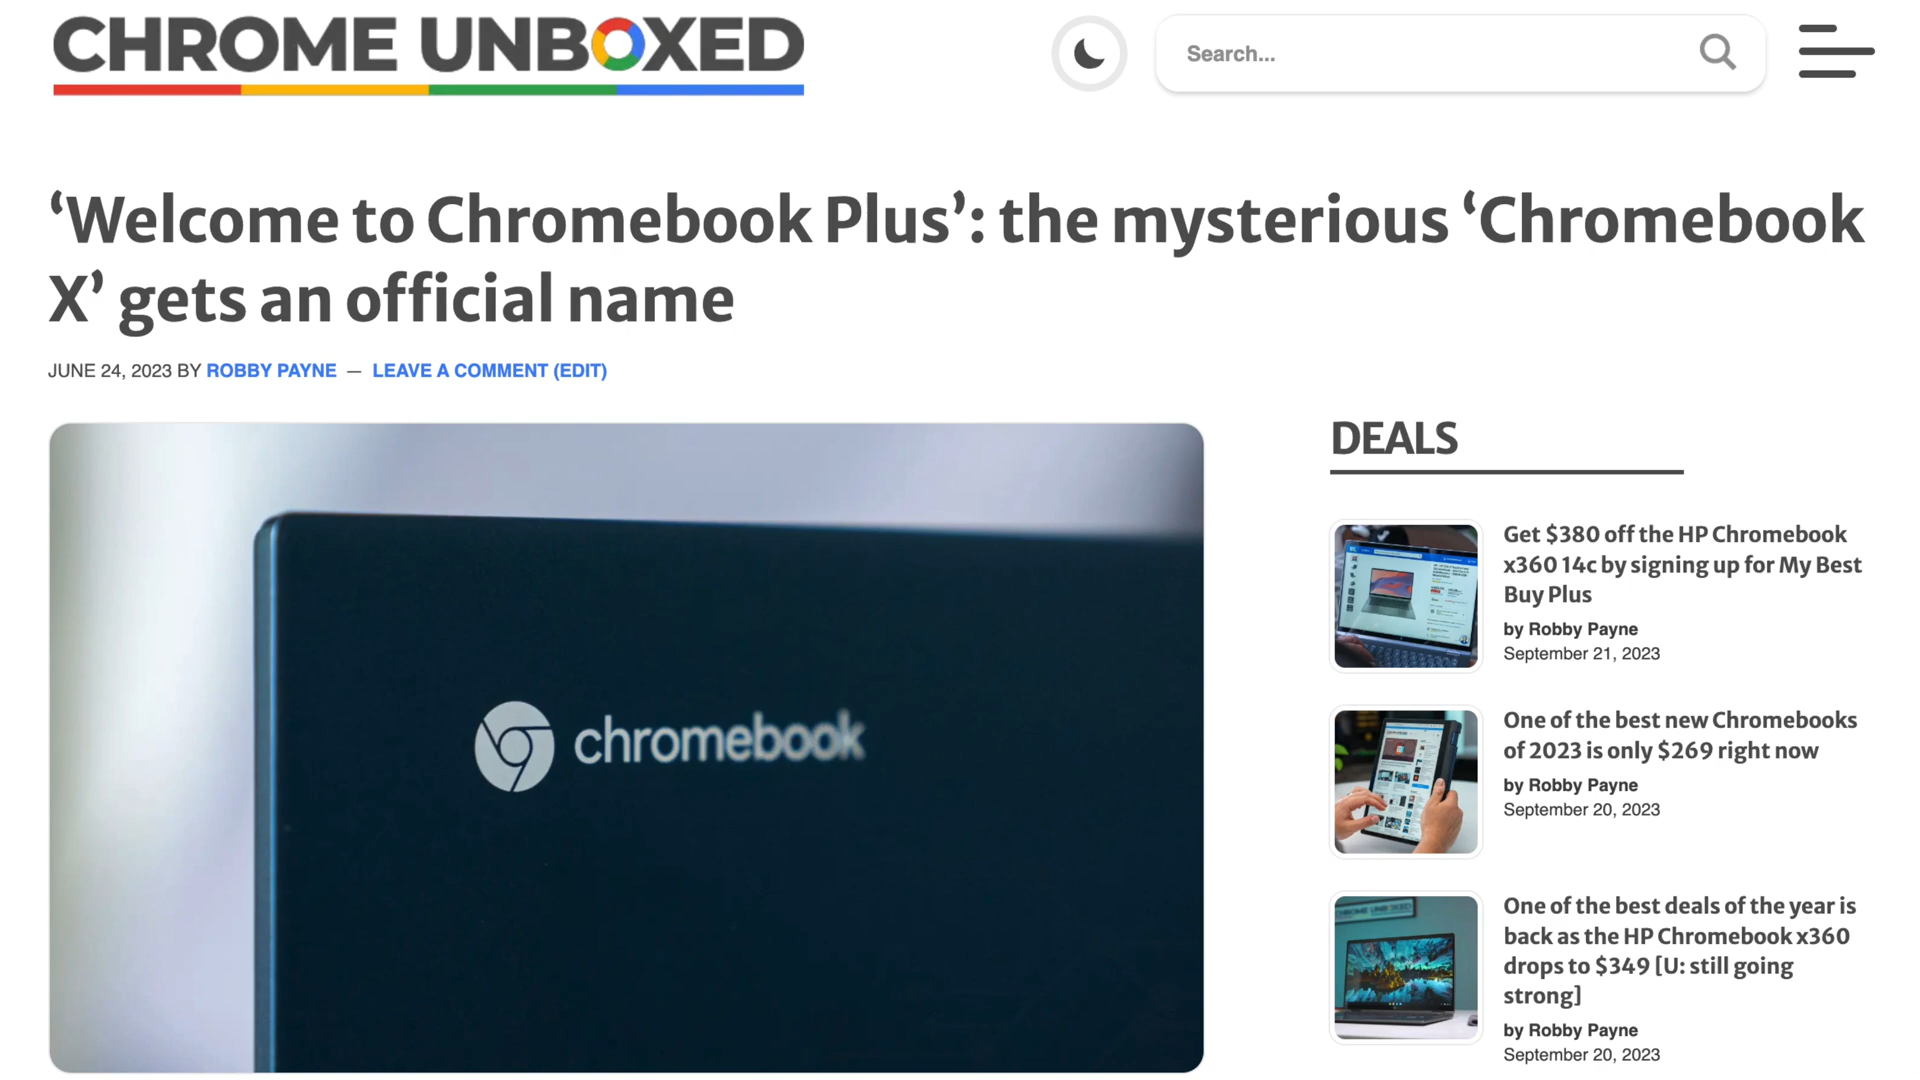 CHROME UNBOXED
Search...
‘Welcome to Chromebook Plus’: the mysterious ‘Chromebook
X’ gets an official name
JUNE 24, 2023 BY ROBBY PAYNE — LEAVE A COMMENT (EDIT)
chromebook
DEALS
Get $380 off the HP Chromebook
x360 14c by signing up for My Best
Buy Plus
by Robby Payne
September 21, 2023
One of the best new Chromebooks
of 2023 is only $269 right now
by Robby Payne
September 20, 2023
One of the best deals of the year is
back as the HP Chromebook x360
drops to $349 [U: still going
strong]
by Robby Payne
September 20, 2023